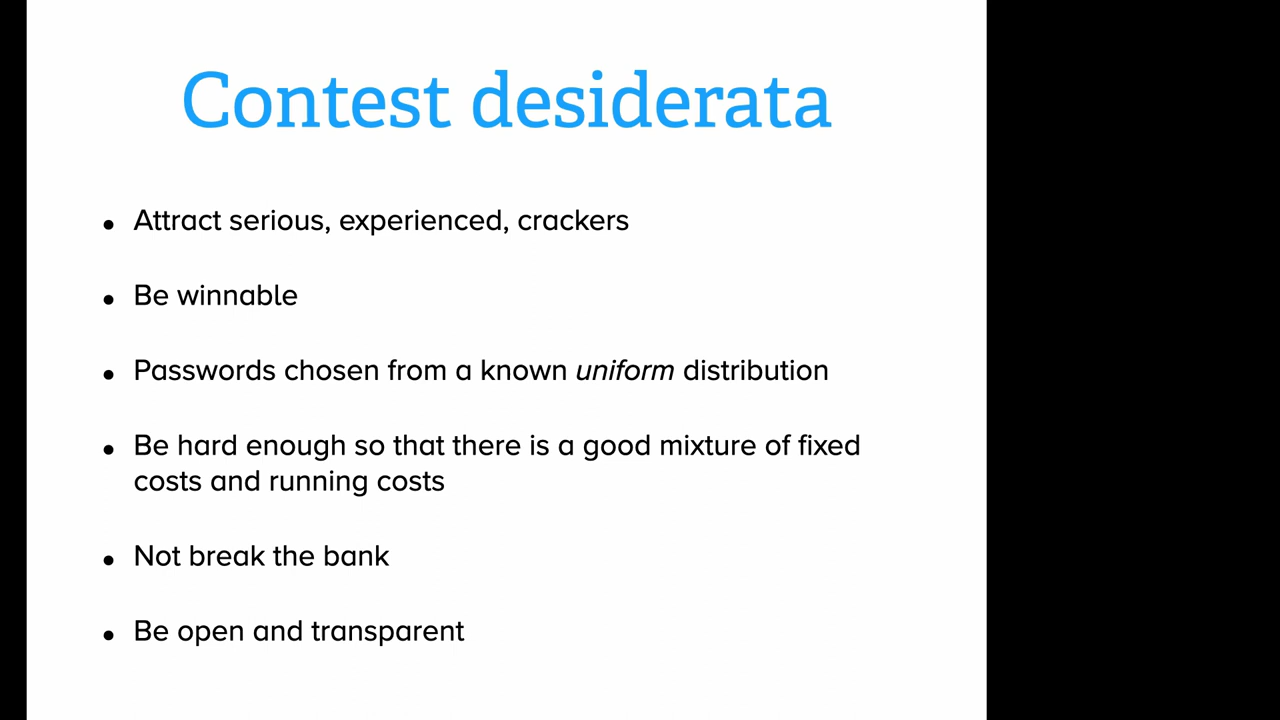 Contest desiderata
• Attract serious, experienced, crackers
• Be winnable
• Passwords chosen from a known uniform distribution
• Be hard enough so that there is a good mixture of fixed
costs and running costs
• Not break the bank
• Be open and transparent